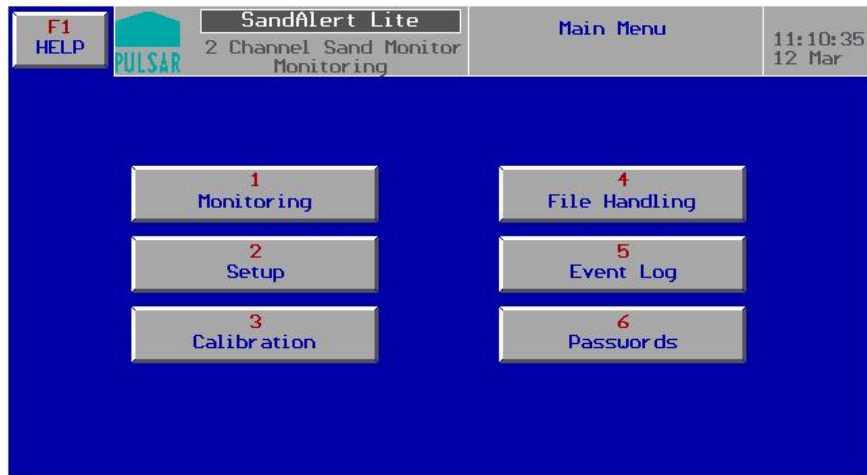 F1
HELP
PULSAR
SandAlert Lite
2 Channel Sand Monitor
Monitoring
Main Menu
11:10:35
12 Mar
1
Monitoring
4
File Handling
2
Setup
5
Event Log
3
Calibration
6
Passwords